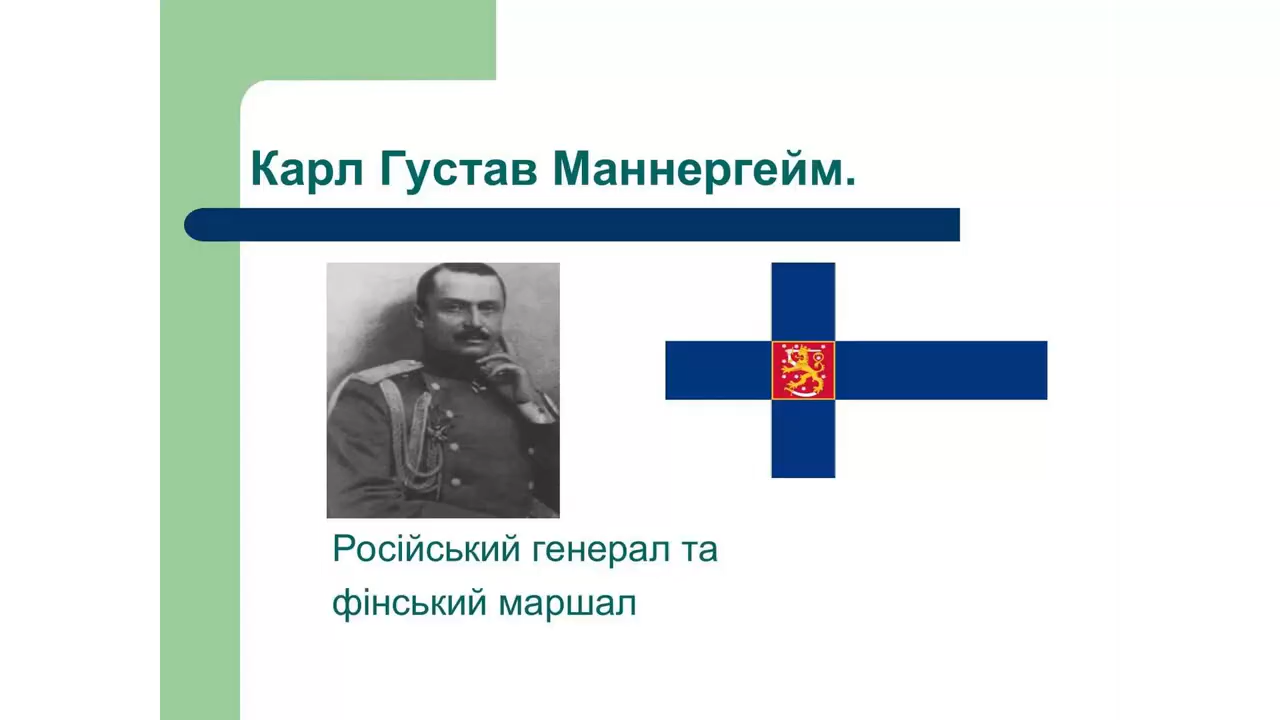 Карл Густав Маннергейм.
Російський генерал та
фінський маршал